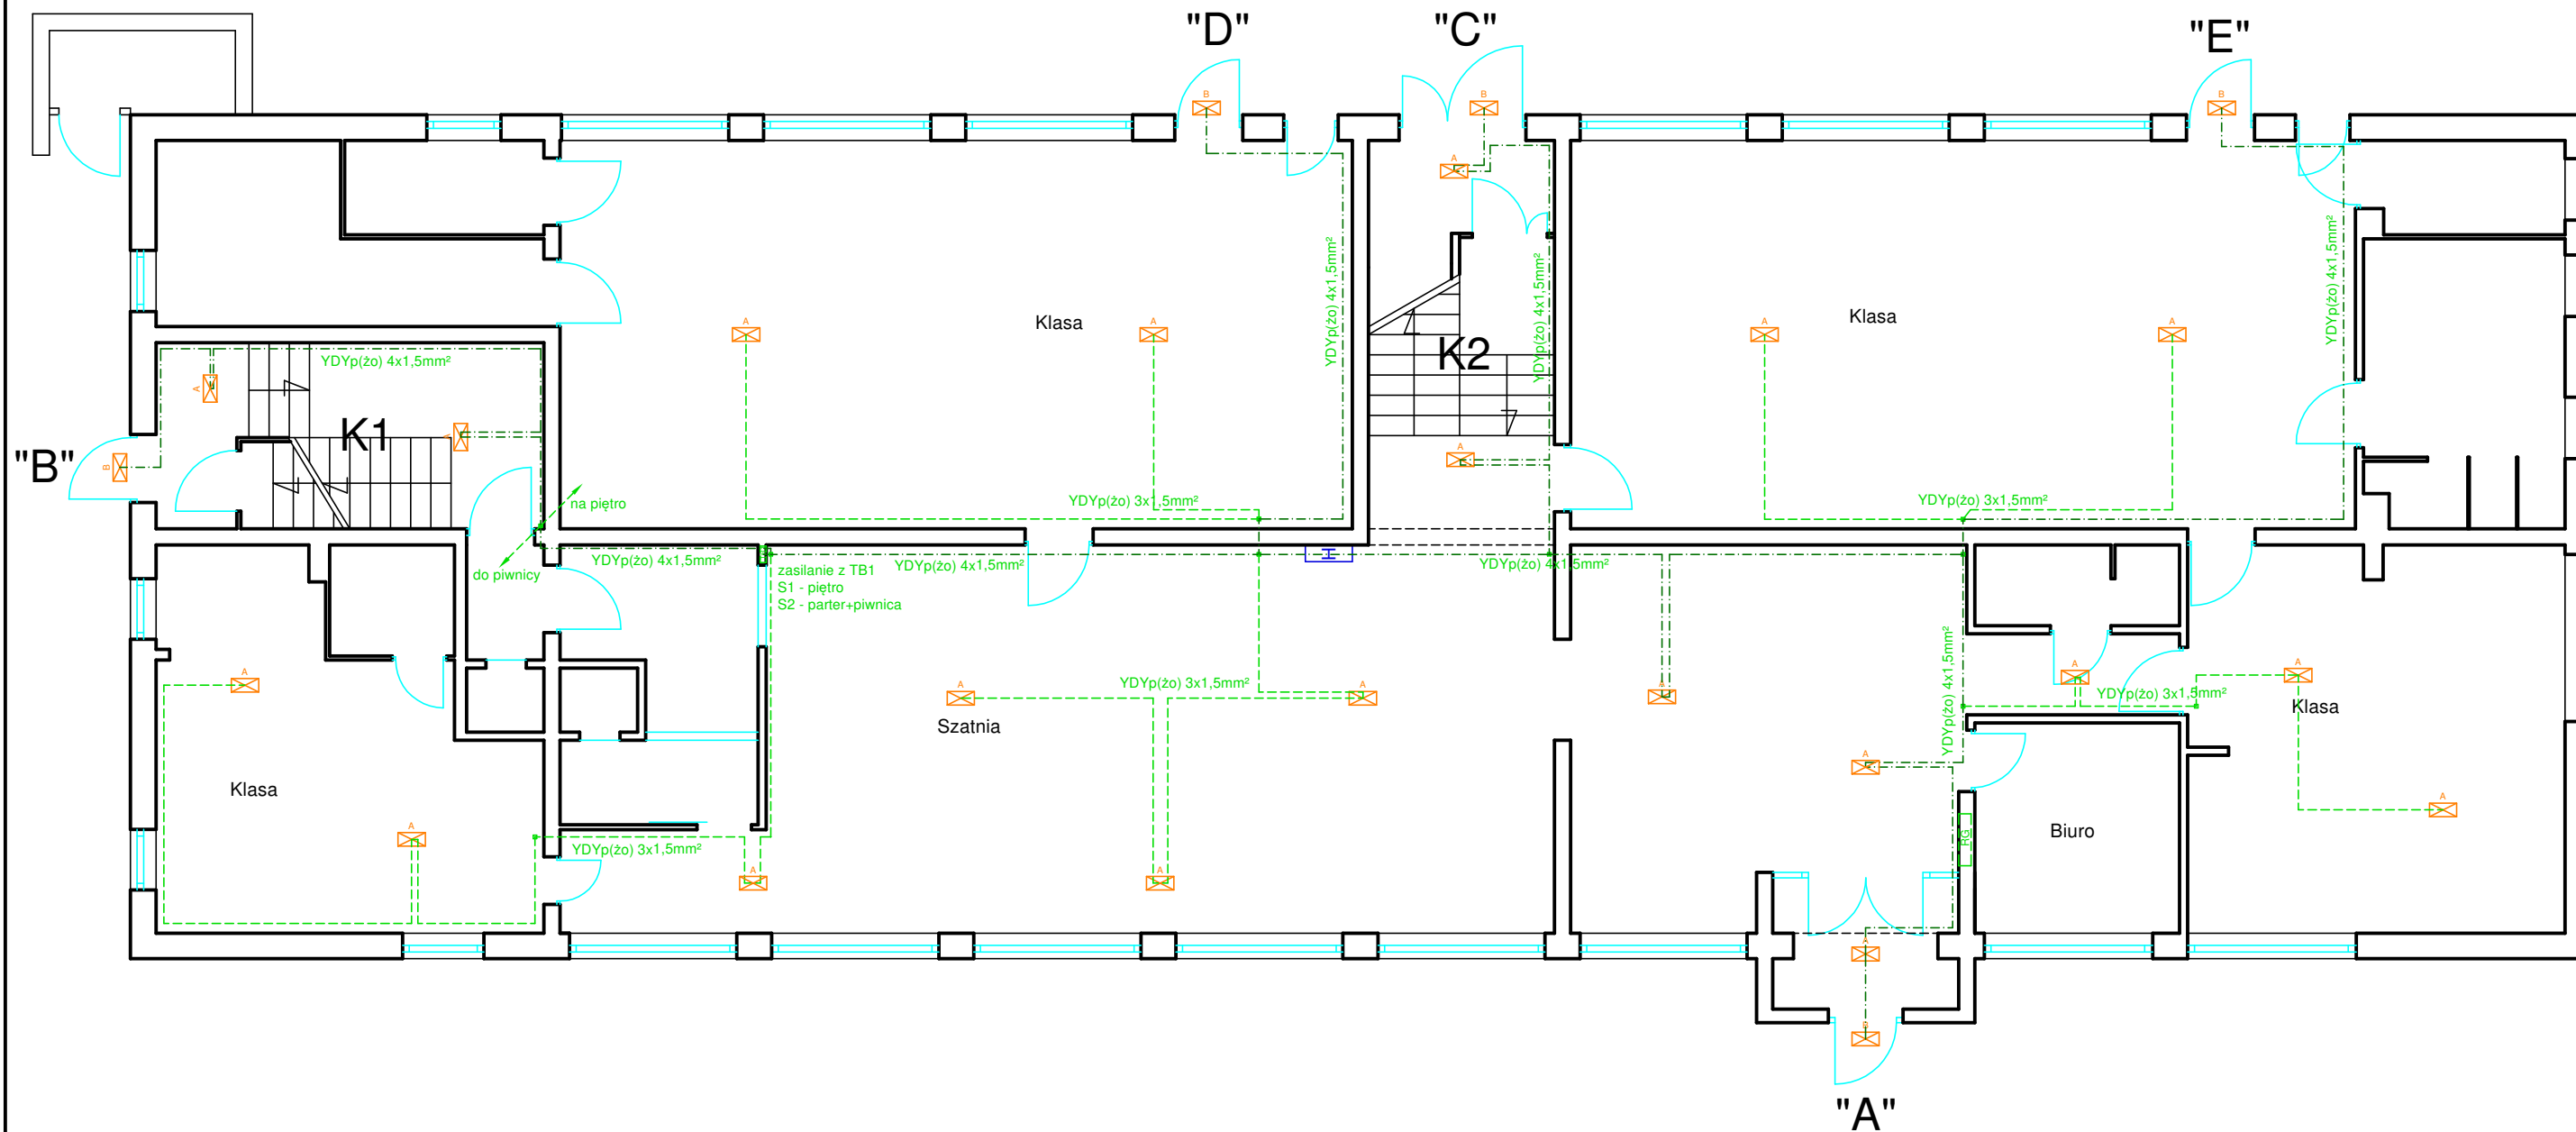 "D"
"C"
"E"
B
B
B
A
YDYp(żo) 4x1,5mm²
YDYp(żo) 4x1,5mm²
YDYp(żo) 4x1,5mm²
Klasa
Klasa
A
A
A
A
K2
YDYp(żo) 4x1,5mm²
A
K1
A
"B"
B
A
na piętro
YDYp(żo) 3x1,5mm²
YDYp(żo) 3x1,5mm²
do piwnicy
YDYp(żo) 4x1,5mm²
zasilanie z TB1
S1 - piętro
S2 - parter+piwnica
YDYp(żo) 4x1,5mm²
H
YDYp(żo) 4x1,5mm²
YDYp(żo) 4x1,5mm²
A
A
A
A
A
A
YDYp(żo) 3x1,5mm²
YDYp(żo) 3x1,5mm²
Klasa
Szatnia
A
Klasa
A
A
RG
Biuro
YDYp(żo) 3x1,5mm²
A
A
A
B
"A"